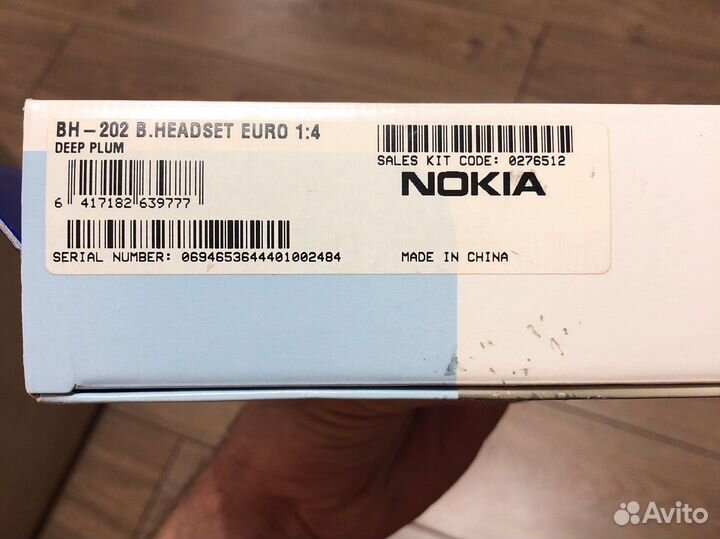 BH-202 B.HEADSET EURO 1:4
DEEP PLUM
6 417182 639777
SERIAL NUMBER: 0694653644401002484
SALES KIT CODE: 0276512
NOKIA
MADE IN CHINA
Avito